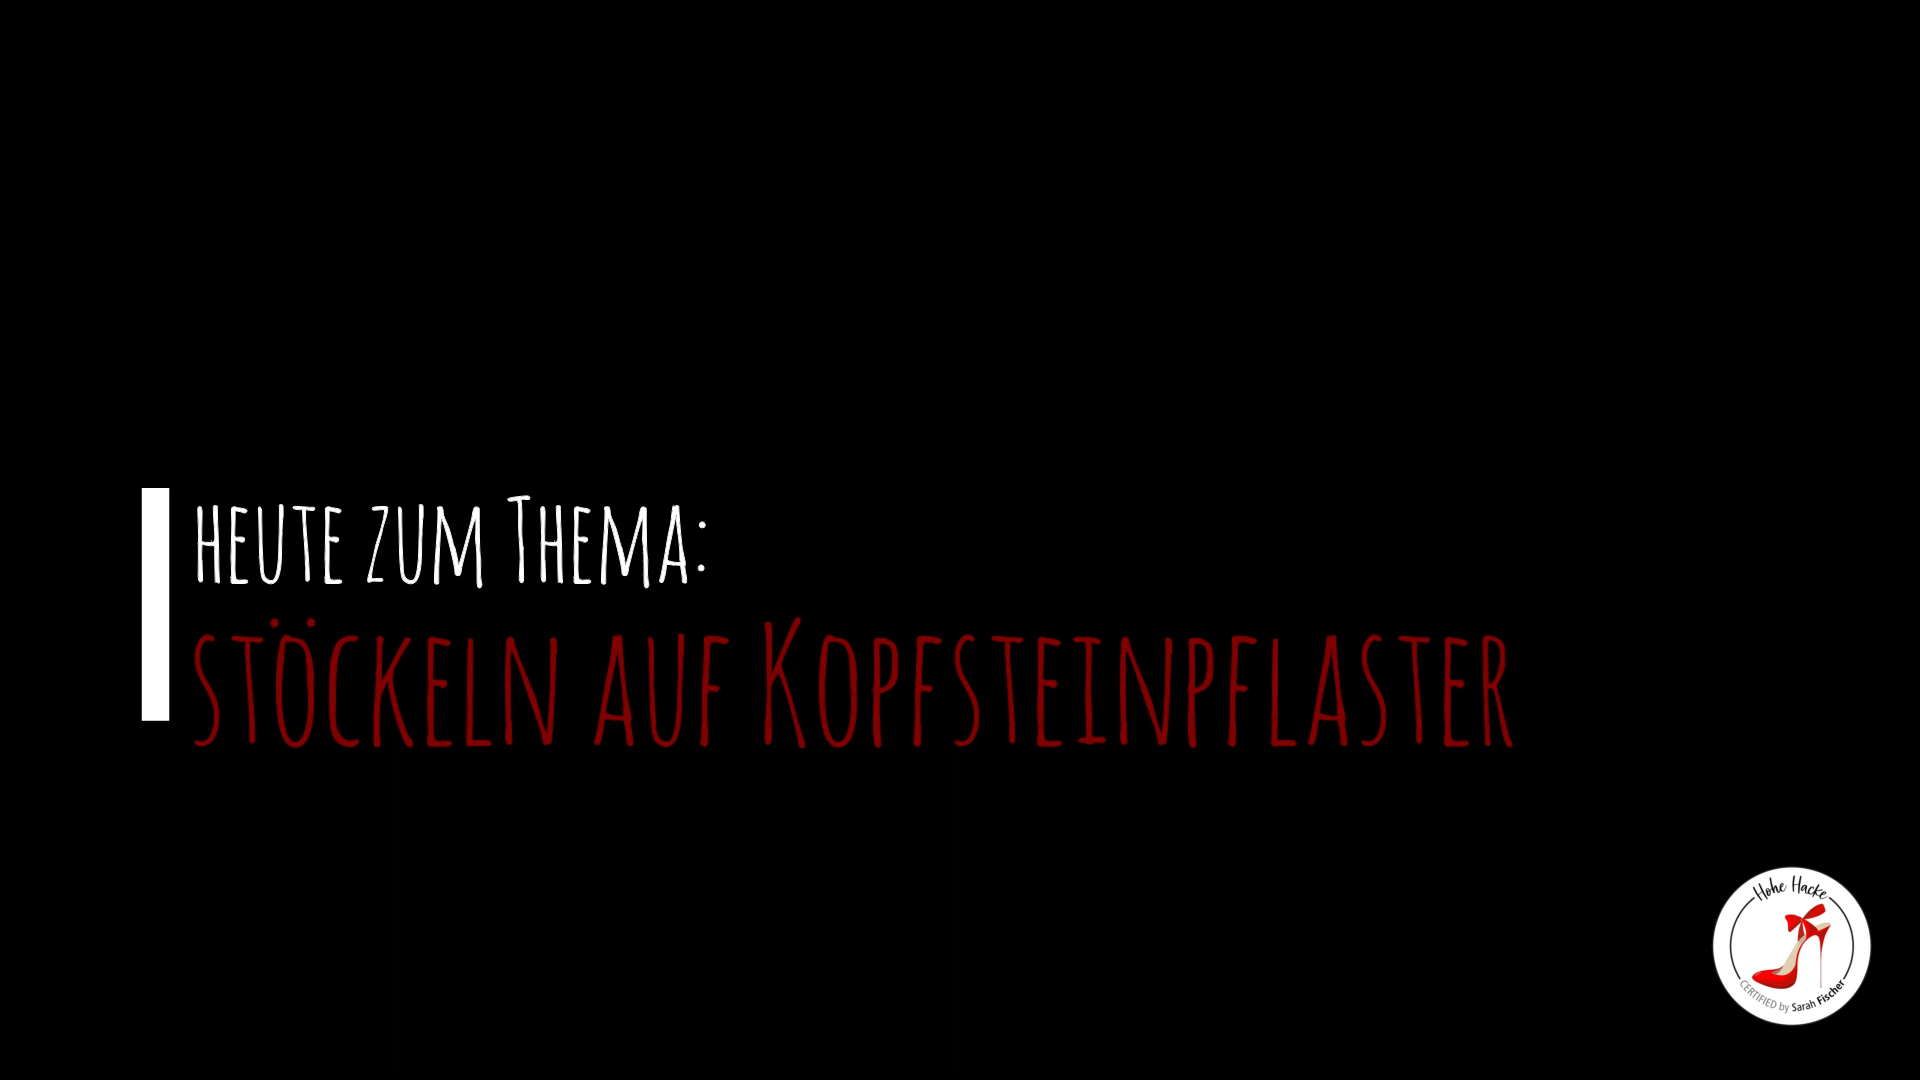 heute zum Thema:
stöckeln auf Kopfsteinpflaster
Hohe Hacke
CERTIFIED by Sarah Fischer